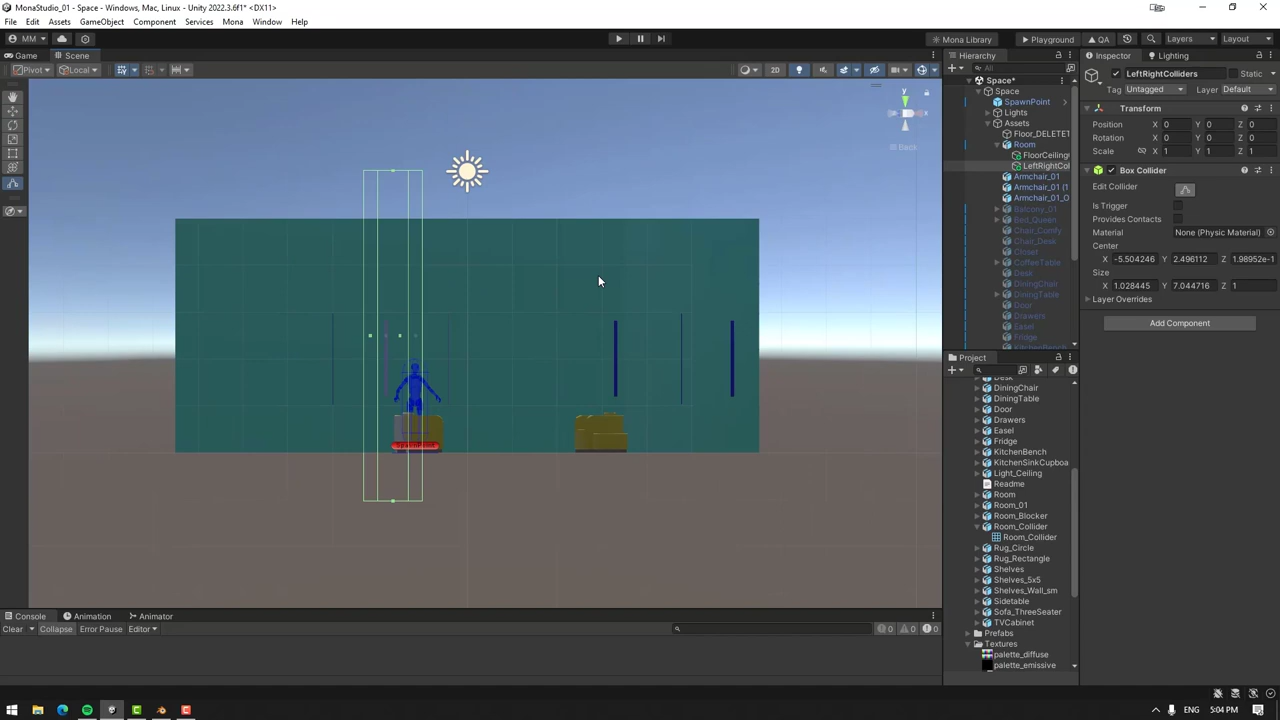 MonaStudio_01 - Space - Windows, Mac, Linux - Unity 2022.3.6f1* <DX11>
File Edit Assets GameObject Component Services Mona Window Help
MM Mona Library Playground QA Layers Layout
Game Scene Hierarchy Inspector Lighting
Pivot Local 2D All
LeftRightColliders Static
Tag Untagged Layer Default
Space*
Space
SpawnPoint
Lights
Assets
Floor_DELETET
Room
FloorCeiling
LeftRightCol
Armchair_01
Armchair_01 (1
Armchair_01_O
Balcony_01
Bed_Queen
Chair_Comfy
Chair_Desk
Closer
CoffeeTable
Desk
DiningChair
DiningTable
Door
Drawers
Easel
Fridge
KitchenBench
Transform
Position X 0 Y 0 Z 0
Rotation X 0 Y 0 Z 0
Scale X 1 Y 1 Z 1
Box Collider
Edit Collider
Is Trigger
Provides Contacts
Material None (Physic Material)
Center
X -5.504246 Y 2.496112 Z 1.98952e-1
Size
X 1.028445 Y 7.044716 Z 1
Layer Overrides
Add Component
y
x
Back
Project
Desk
DiningChair
DiningTable
Door
Drawers
Easel
Fridge
KitchenBench
KitchenSinkCupboa
Light_Ceiling
Readme
Room
Room_01
Room_Blocker
Room_Collider
Room_Collider
Rug_Circle
Rug_Rectangle
Shelves
Shelves_5x5
Shelves_Wall_sm
Sidetable
Sofa_ThreeSeater
TVCabinet
Prefabs
Textures
palette_diffuse
palette_emissive
Console Animation Animator
Clear Collapse Error Pause Editor 0 0 0
ENG 5:04 PM